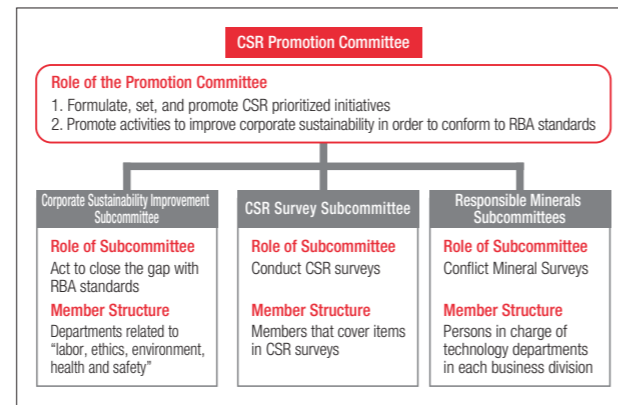 CSR Promotion Committee
Role of the Promotion Committee
1. Formulate, set, and promote CSR prioritized initiatives
2. Promote activities to improve corporate sustainability in order to conform to RBA standards
Corporate Sustainability Improvement
Subcommittee
Role of Subcommittee
Act to close the gap with
RBA standards
Member Structure
Departments related to
“labor, ethics, environment,
health and safety”
CSR Survey Subcommittee
Role of Subcommittee
Conduct CSR surveys
Member Structure
Members that cover items
in CSR surveys
Responsible Minerals
Subcommittees
Role of Subcommittee
Conflict Mineral Surveys
Member Structure
Persons in charge of
technology departments
in each business division